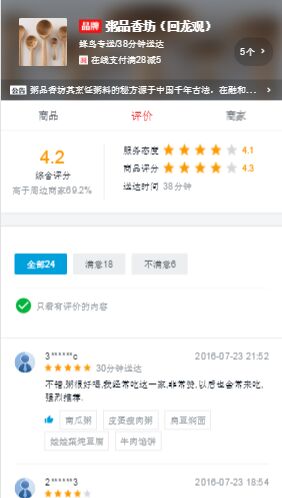 品牌 粥品香坊（回龙观）
蜂鸟专送/38分钟送达
减 在线支付满28减5
5个 >
公告 粥品香坊其烹饪粥料的秘方源于中国千年古法，在融和... >
商品 评价 商家
4.2
综合评分
高于周边商家69.2%
服务态度 4.1
商品评分 4.3
送达时间 38分钟
全部24 满意18 不满意6
只看有评价的内容
3******c 2016-07-23 21:52
30分钟送达
不错,粥很好喝,我经常吃这一家,非常赞,以后也会常来吃,
强烈推荐.
南瓜粥 皮蛋瘦肉粥 扁豆焖面
娃娃菜炖豆腐 牛肉馅饼
2******3 2016-07-23 18:54